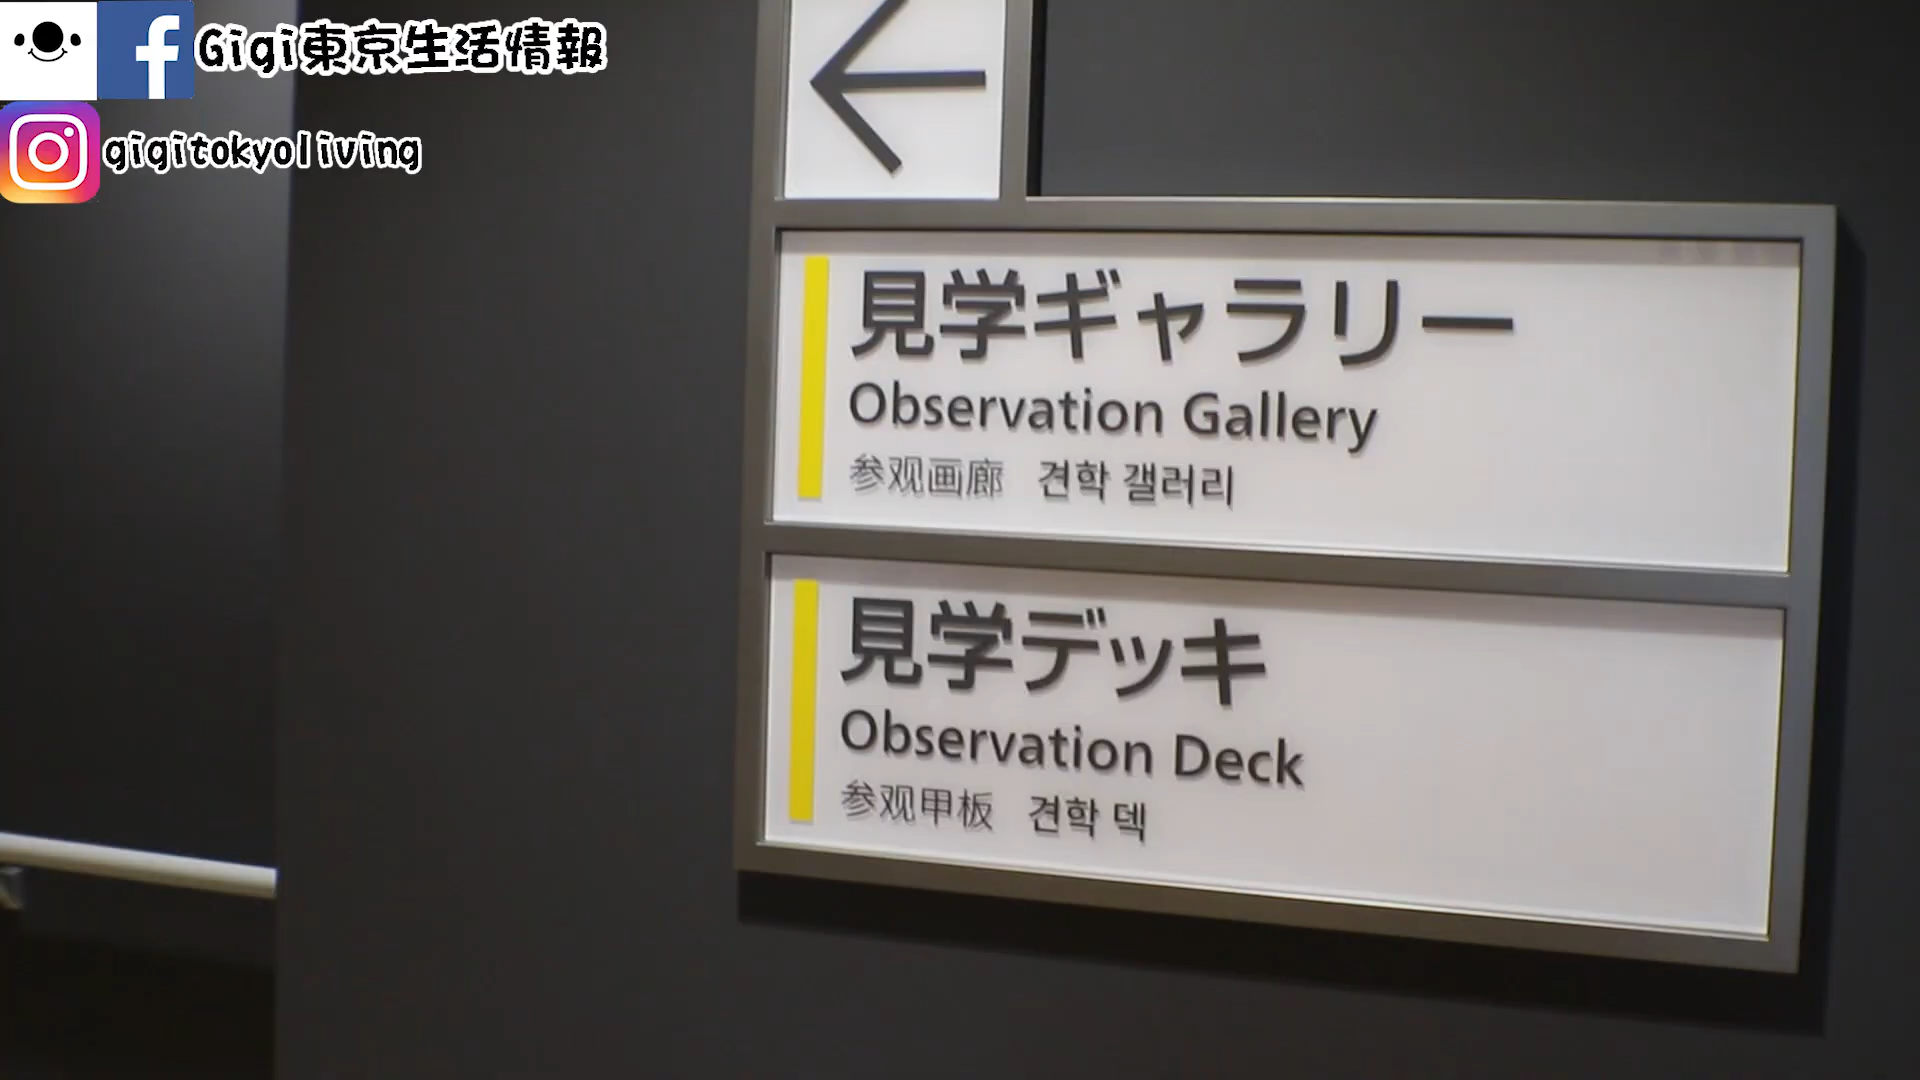 Gigi東京生活情報
gigitokyoliving
見学ギャラリー
Observation Gallery
参观画廊 견학 갤러리
見学デッキ
Observation Deck
参观甲板 견학 덱